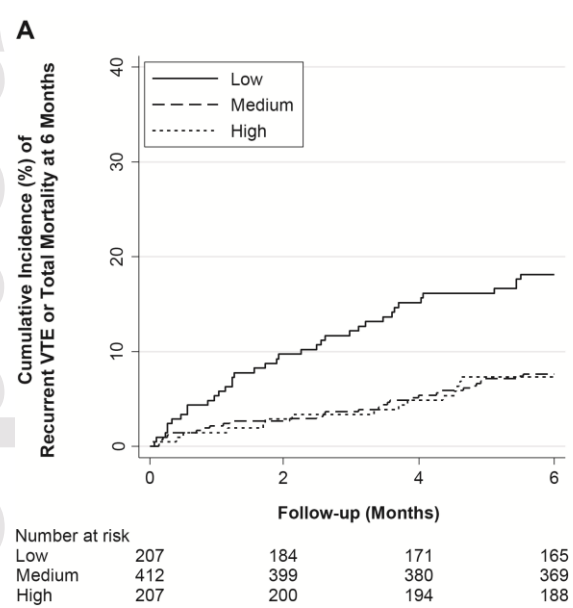 A
Cumulative Incidence (%) of
Recurrent VTE or Total Mortality at 6 Months
40
30
20
10
0
Low
Medium
High
0 2 4 6
Follow-up (Months)
Number at risk
Low 207 184 171 165
Medium 412 399 380 369
High 207 200 194 188